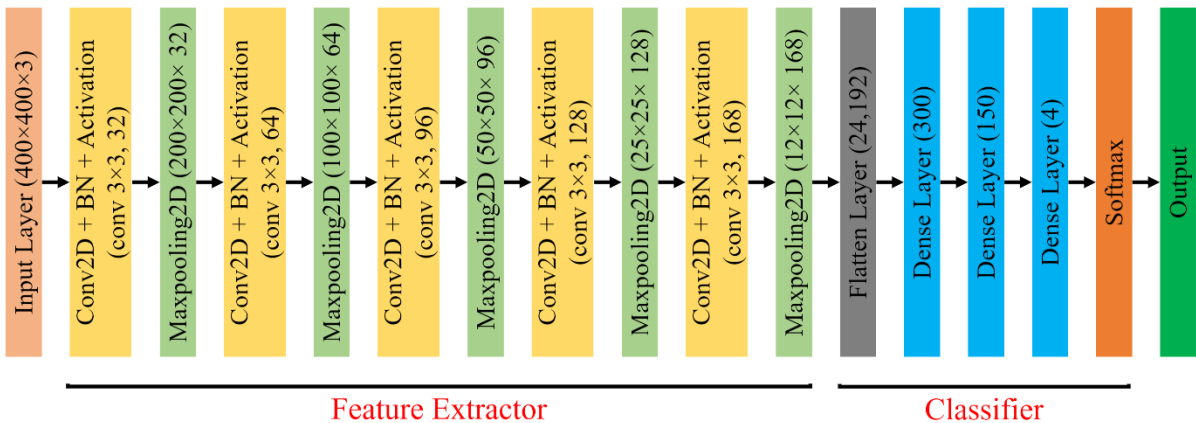 Input Layer (400×400×3)
Conv2D + BN + Activation
(conv 3×3, 32)
Maxpooling2D (200×200× 32)
Conv2D + BN + Activation
(conv 3×3, 64)
Maxpooling2D (100×100× 64)
Conv2D + BN + Activation
(conv 3×3, 96)
Maxpooling2D (50×50× 96)
Conv2D + BN + Activation
(conv 3×3, 128)
Maxpooling2D (25×25× 128)
Conv2D + BN + Activation
(conv 3×3, 168)
Maxpooling2D (12×12× 168)
Flatten Layer (24,192)
Dense Layer (300)
Dense Layer (150)
Dense Layer (4)
Softmax
Output
Feature Extractor
Classifier